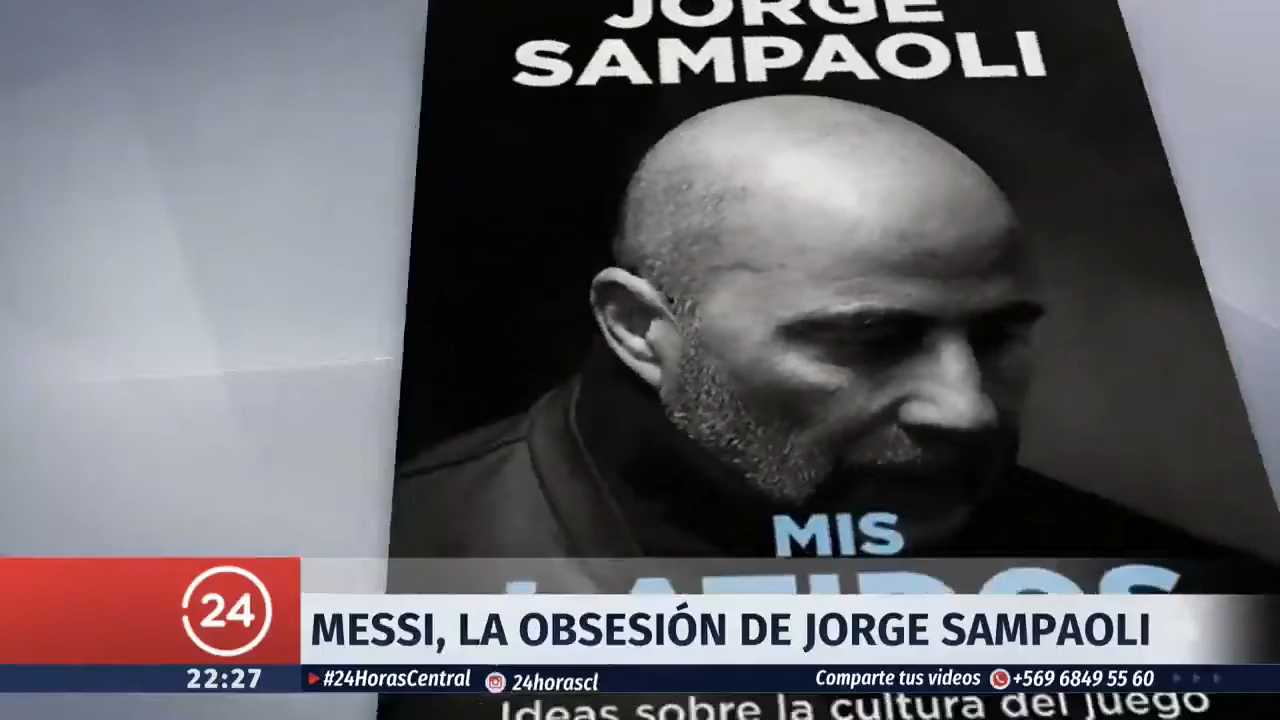 JORGE
SAMPAOLI
MIS
LATIDOS
24
MESSI, LA OBSESIÓN DE JORGE SAMPAOLI
22:27
#24HorasCentral
24horascl
Comparte tus videos
+569 6849 55 60
Ideas sobre la cultura del juego